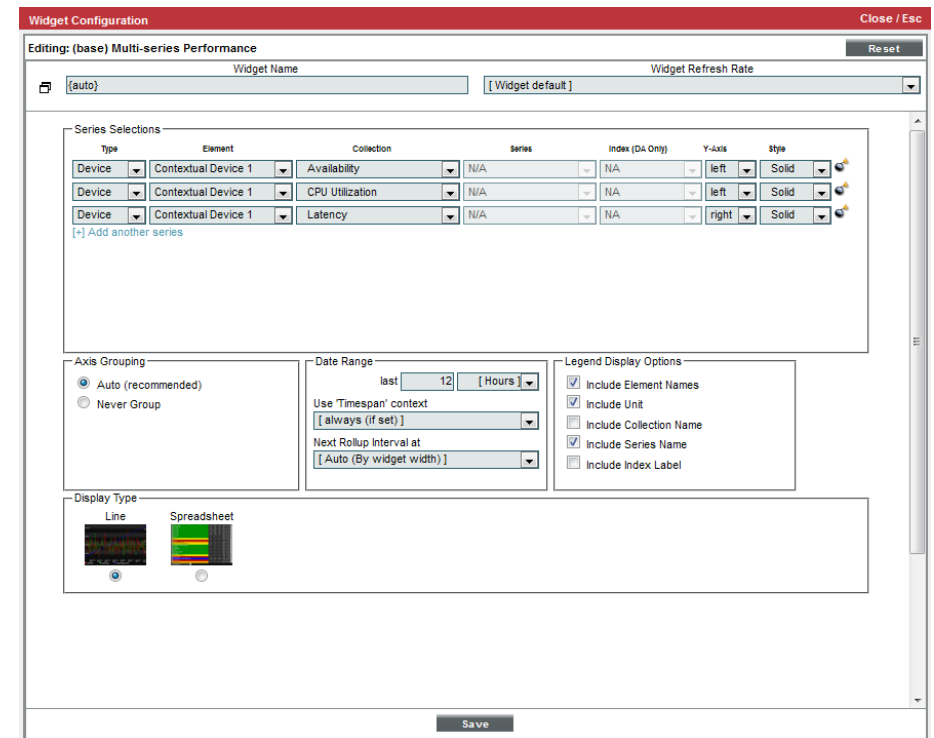 Widget Configuration Close / Esc
Editing: (base) Multi-series Performance Reset
Widget Name Widget Refresh Rate
{auto} [ Widget default ]
Series Selections
Type Element Collection Series Index (DA Only) Y-Axis Style
Device Contextual Device 1 Availability N/A NA left Solid
Device Contextual Device 1 CPU Utilization N/A NA left Solid
Device Contextual Device 1 Latency N/A NA right Solid
[+] Add another series
Axis Grouping
Auto (recommended)
Never Group
Date Range
last 12 [ Hours ]
Use 'Timespan' context
[ always (if set) ]
Next Rollup Interval at
[ Auto (By widget width) ]
Legend Display Options
Include Element Names
Include Unit
Include Collection Name
Include Series Name
Include Index Label
Display Type
Line Spreadsheet
Save